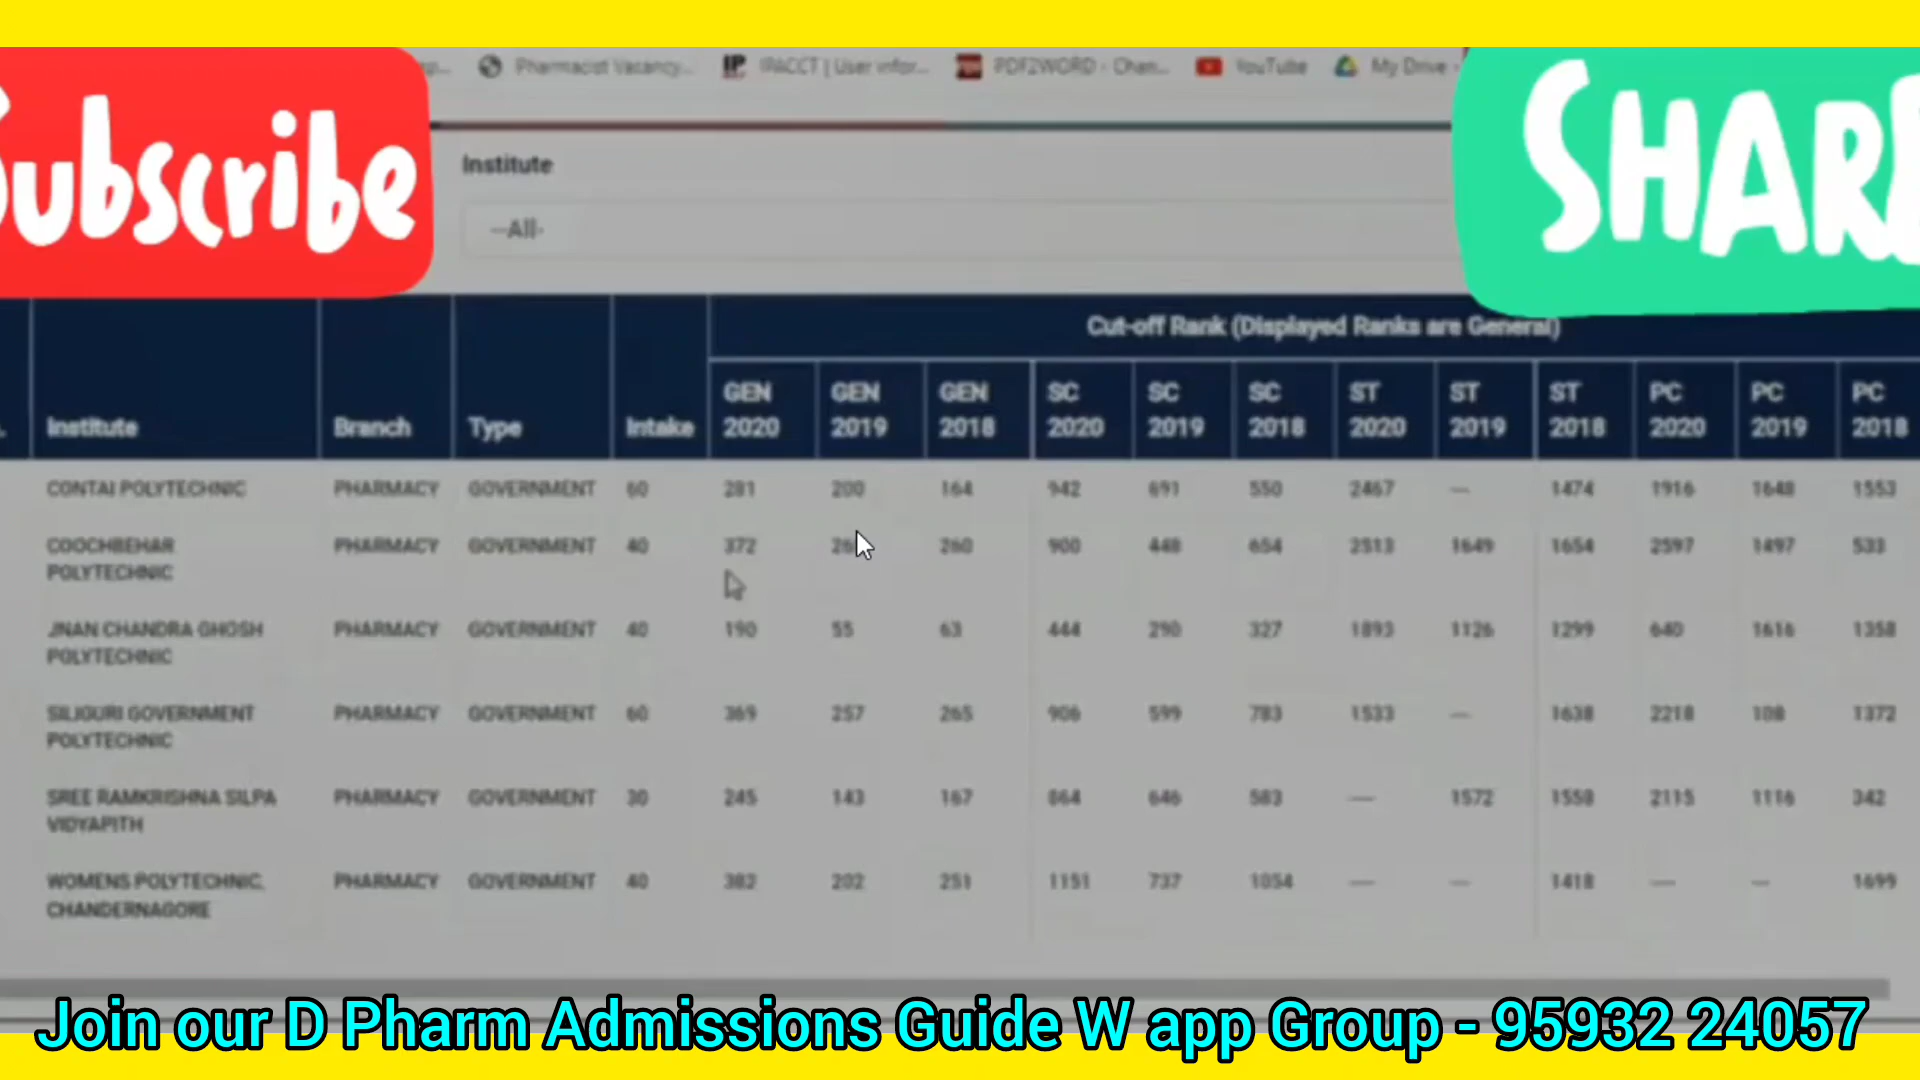 Subscribe
SHARE
Pharmacist Vacancy...
IPACCT | User infor...
PDF2WORD - Chan...
YouTube
My Drive -
Institute
--All-
Cut-off Rank (Displayed Ranks are General)
Institute Branch Type Intake GEN 2020 GEN 2019 GEN 2018 SC 2020 SC 2019 SC 2018 ST 2020 ST 2019 ST 2018 PC 2020 PC 2019 PC 2018
CONTAI POLYTECHNIC PHARMACY GOVERNMENT 60 281 200 164 942 691 550 2467 — 1474 1916 1648 1553
COOCHBEHAR PHARMACY GOVERNMENT 40 372 260 900 448 654 2513 1649 1654 2597 1497 533
POLYTECHNIC
JNAN CHANDRA GHOSH PHARMACY GOVERNMENT 40 190 55 63 444 290 327 1893 1126 1299 640 1616 1358
POLYTECHNIC
SILIGURI GOVERNMENT PHARMACY GOVERNMENT 60 369 257 265 906 599 783 1533 — 1638 2218 108 1372
POLYTECHNIC
SREE RAMKRISHNA SILPA PHARMACY GOVERNMENT 30 245 143 167 864 646 583 — 1572 1558 2115 1116 342
VIDYAPITH
WOMENS POLYTECHNIC, PHARMACY GOVERNMENT 40 382 202 251 1151 737 1054 — — 1418 — — 1699
CHANDERNAGORE
Join our D Pharm Admissions Guide W app Group - 95932 24057